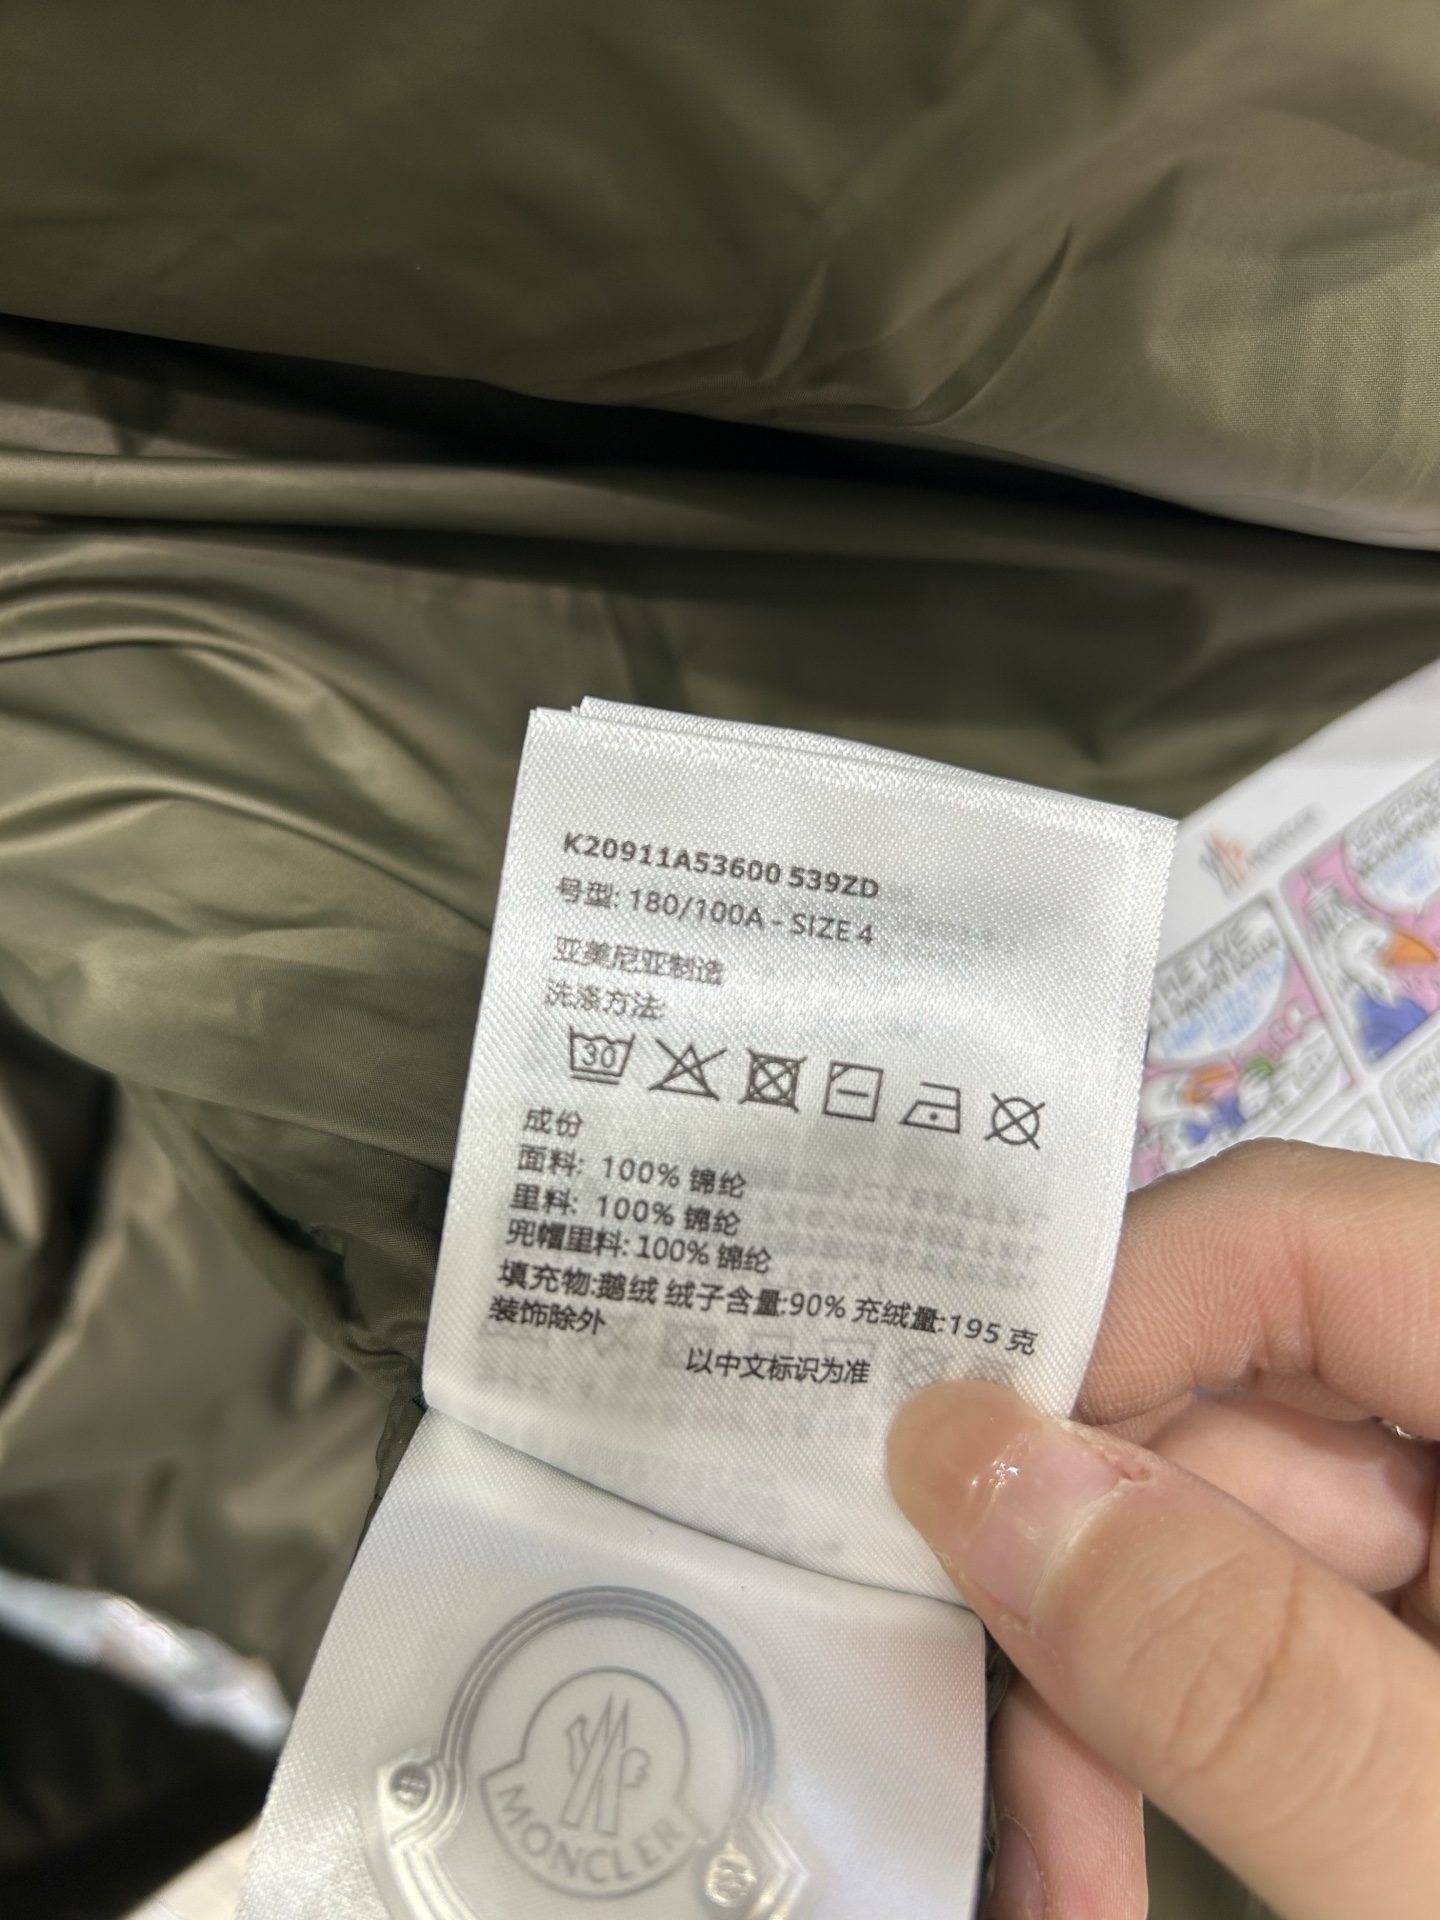 K20911A53600 539ZD
号型: 180/100A - SIZE 4
亚美尼亚制造
洗涤方法:
30
成份
面料: 100% 锦纶
里料: 100% 锦纶
兜帽里料: 100% 锦纶
填充物:鹅绒 绒子含量:90% 充绒量:195 克
装饰除外
以中文标识为准
MONCLER